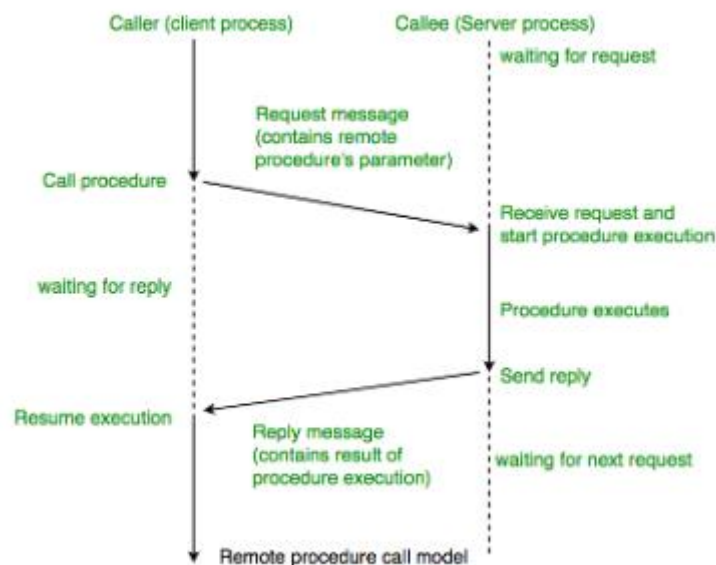 Caller (client process)
Callee (Server process)
waiting for request
Request message
(contains remote
procedure's parameter)
Call procedure
Receive request and
start procedure execution
waiting for reply
Procedure executes
Send reply
Resume execution
Reply message
(contains result of
procedure execution)
waiting for next request
Remote procedure call model